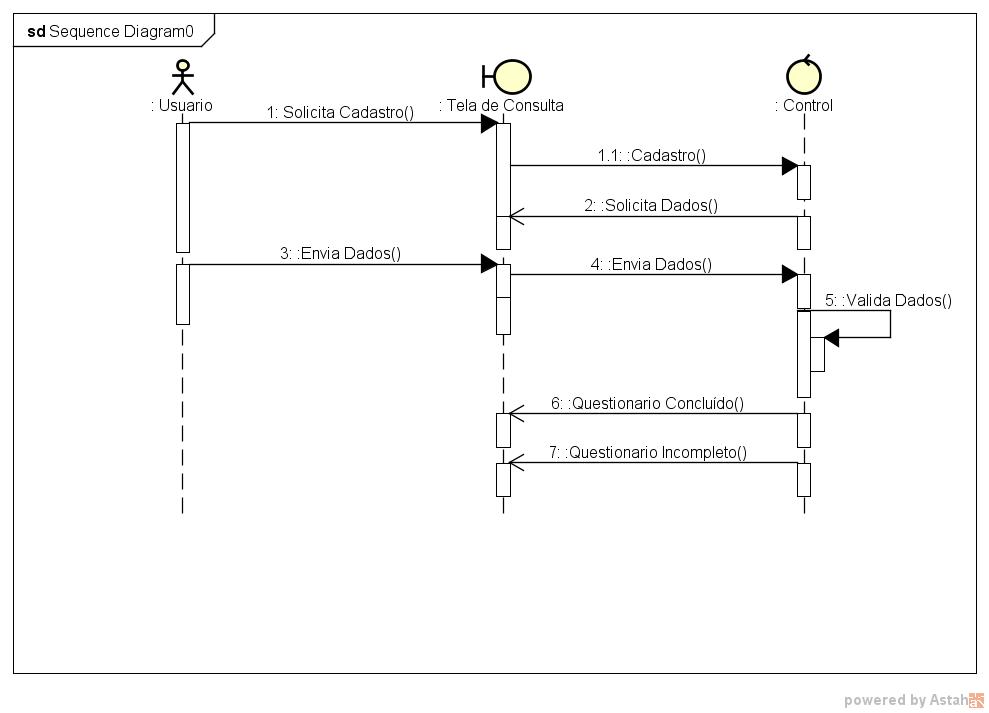 sd Sequence Diagram0
: Usuario
: Tela de Consulta
: Control
1: Solicita Cadastro()
1.1: :Cadastro()
2: :Solicita Dados()
3: :Envia Dados()
4: :Envia Dados()
5: :Valida Dados()
6: :Questionario Concluído()
7: :Questionario Incompleto()
powered by Astah